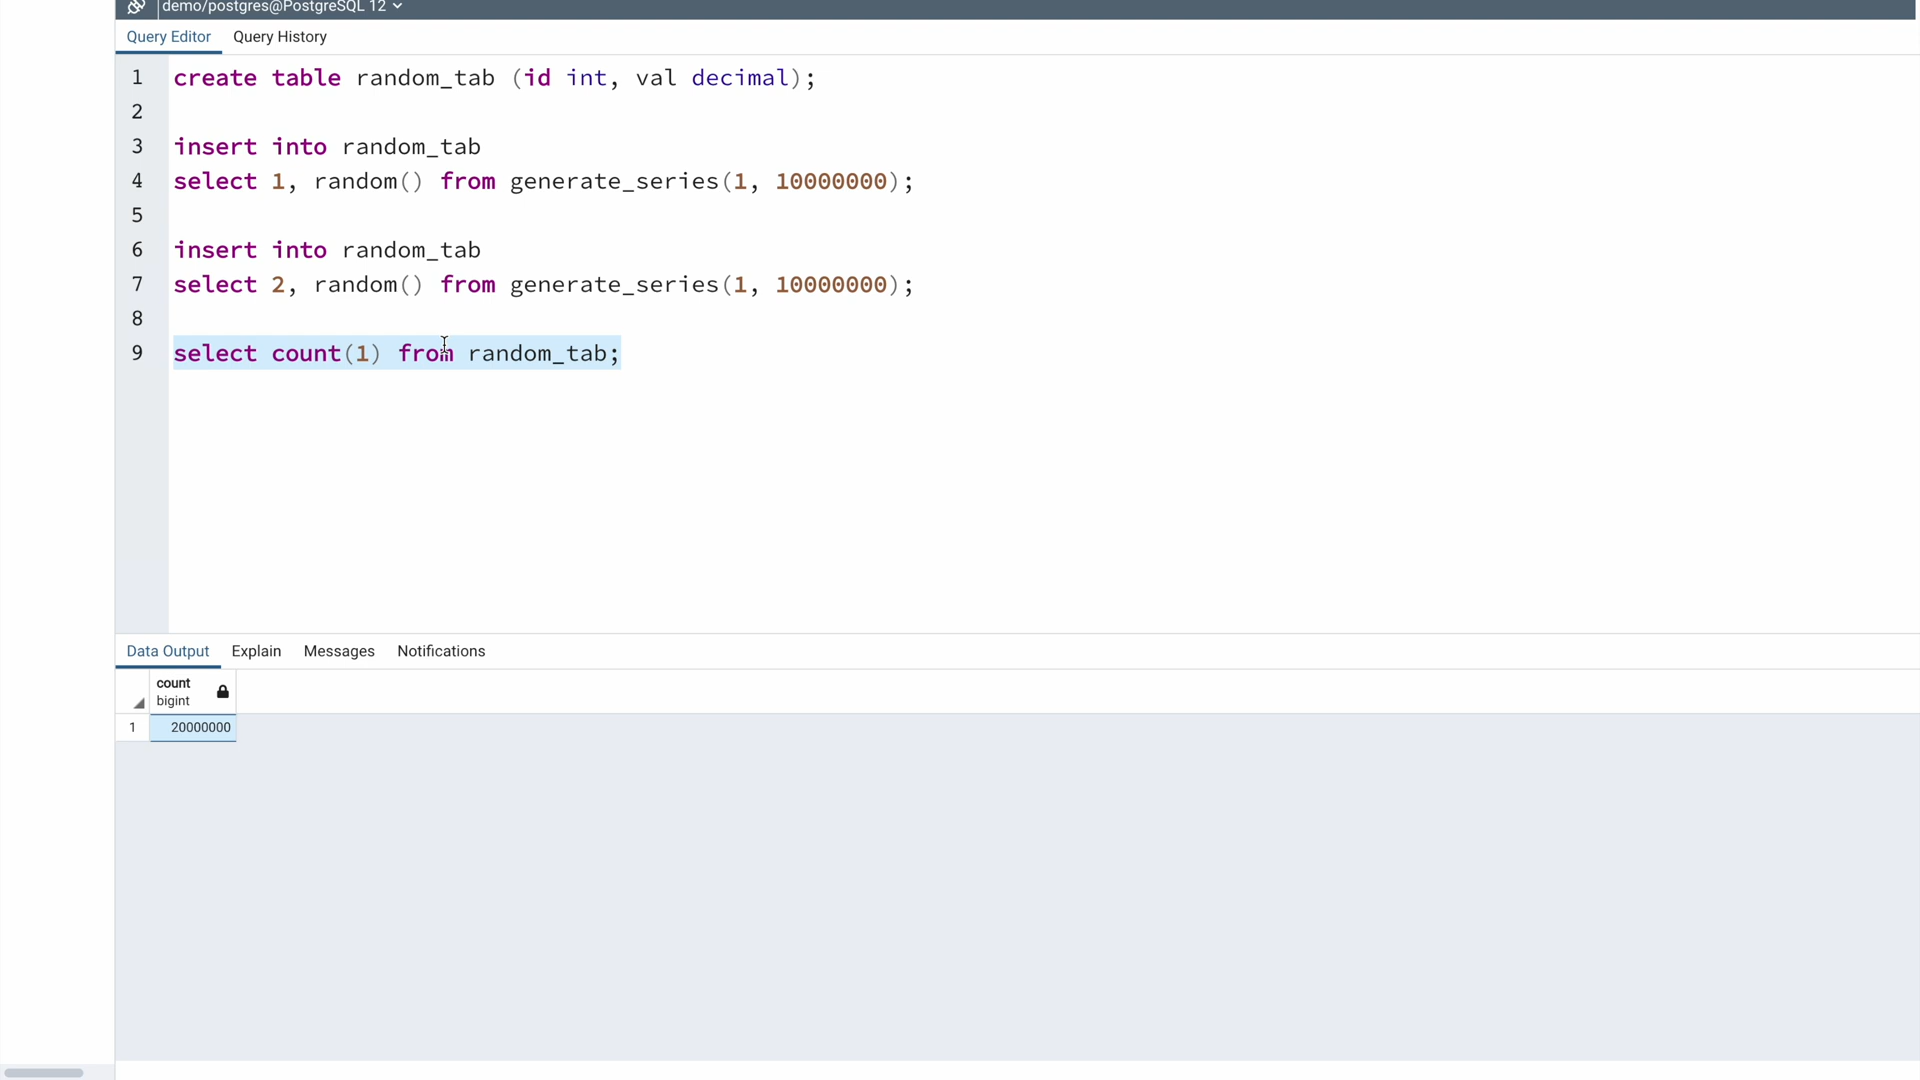 demo/postgres@PostgreSQL 12
Query Editor Query History
1 create table random_tab (id int, val decimal);
2
3 insert into random_tab
4 select 1, random() from generate_series(1, 10000000);
5
6 insert into random_tab
7 select 2, random() from generate_series(1, 10000000);
8
9 select count(1) from random_tab;
Data Output Explain Messages Notifications
count
bigint
1 20000000